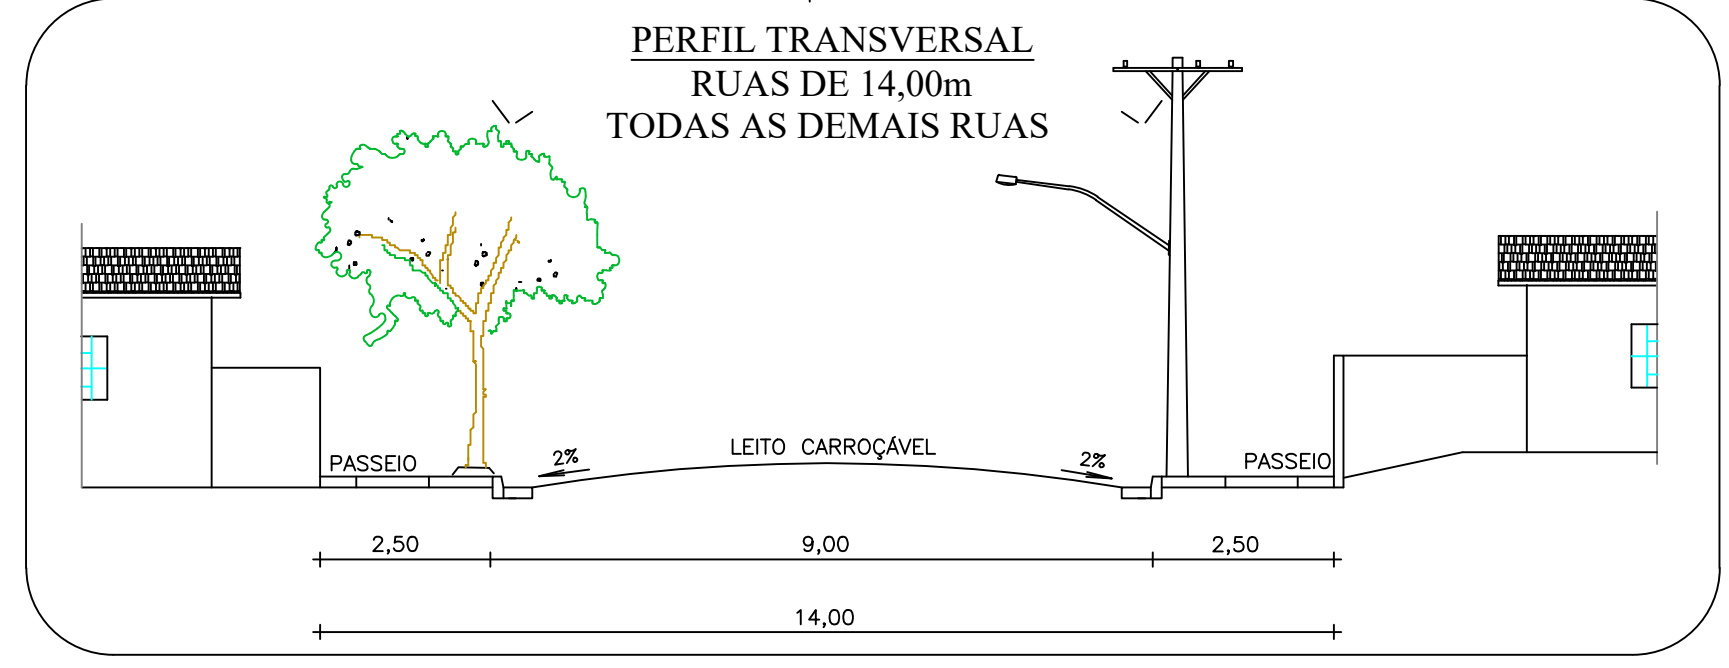 PERFIL TRANSVERSAL
RUAS DE 14,00m
TODAS AS DEMAIS RUAS
PASSEIO
2%
LEITO CARROÇÁVEL
2%
PASSEIO
2,50
9,00
2,50
14,00